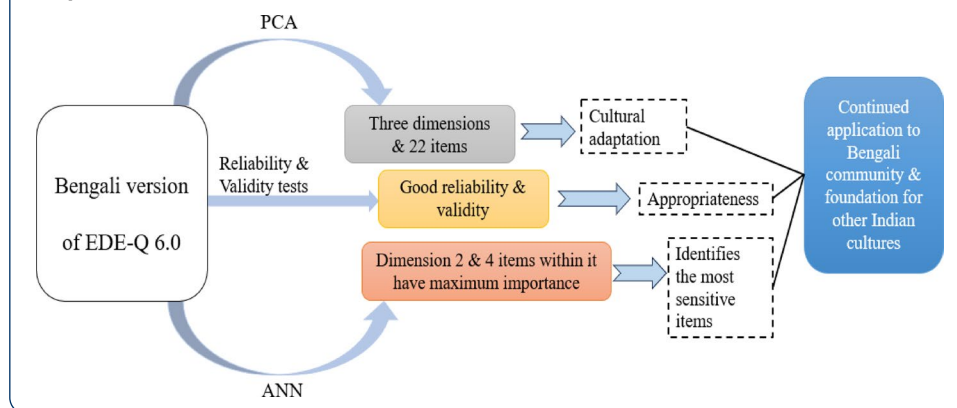 PCA
Bengali version
of EDE-Q 6.0
Reliability &
Validity tests
ANN
Three dimensions
& 22 items
Good reliability &
validity
Dimension 2 & 4 items within it
have maximum importance
Cultural
adaptation
Appropriateness
Identifies
the most
sensitive
items
Continued
application to
Bengali
community &
foundation for
other Indian
cultures